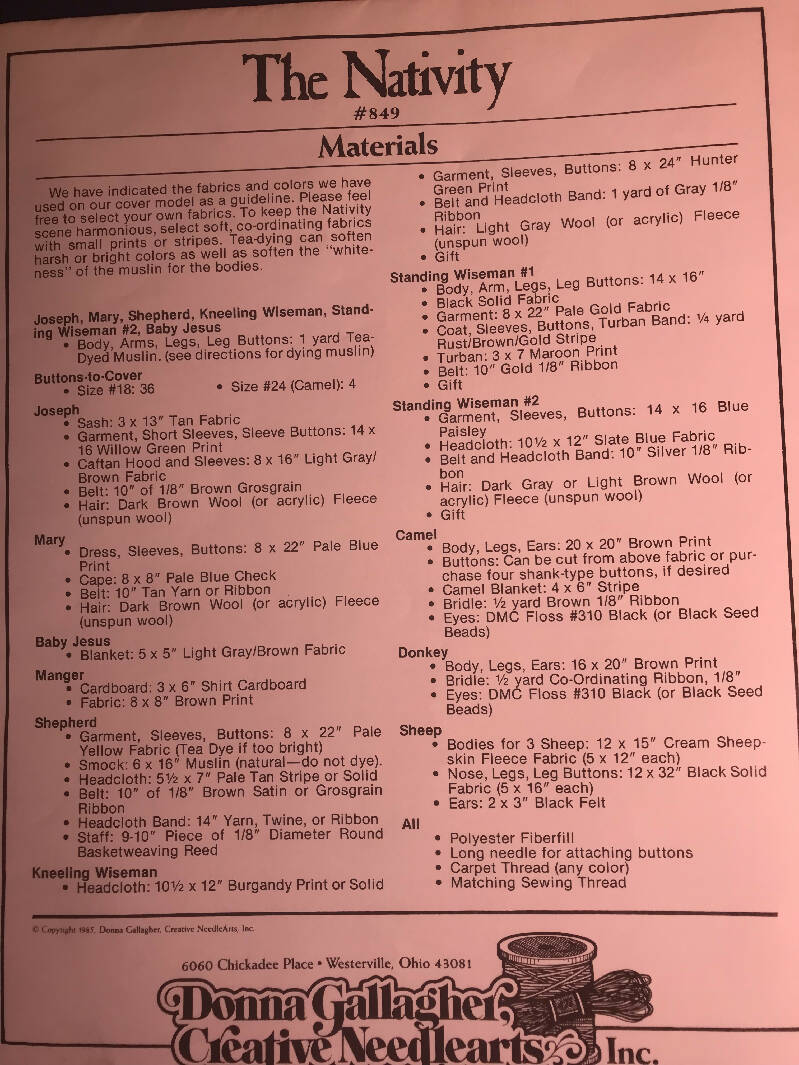 The Nativity
#849
Materials
We have indicated the fabrics and colors we have
used on our cover model as a guideline. Please feel
free to select your own fabrics. To keep the Nativity
scene harmonious, select soft, co-ordinating fabrics
with small prints or stripes. Tea-dying can soften
harsh or bright colors as well as soften the "white-
ness" of the muslin for the bodies.
Joseph, Mary, Shepherd, Kneeling Wiseman, Stand-
ing Wiseman #2, Baby Jesus
• Body, Arms, Legs, Leg Buttons: 1 yard Tea-
Dyed Muslin. (see directions for dying muslin)
Buttons-to-Cover
• Size #18: 36 • Size #24 (Camel): 4
Joseph
• Sash: 3 x 13" Tan Fabric
• Garment, Short Sleeves, Sleeve Buttons: 14 x
16 Willow Green Print
• Caftan Hood and Sleeves: 8 x 16" Light Gray/
Brown Fabric
• Belt: 10" of 1/8" Brown Grosgrain
• Hair: Dark Brown Wool (or acrylic) Fleece
(unspun wool)
Mary
• Dress, Sleeves, Buttons: 8 x 22" Pale Blue
Print
• Cape: 8 x 8" Pale Blue Check
• Belt: 10" Tan Yarn or Ribbon
• Hair: Dark Brown Wool (or acrylic) Fleece
(unspun wool)
Baby Jesus
• Blanket: 5 x 5" Light Gray/Brown Fabric
Manger
• Cardboard: 3 x 6" Shirt Cardboard
• Fabric: 8 x 8" Brown Print
Shepherd
• Garment, Sleeves, Buttons: 8 x 22" Pale
Yellow Fabric (Tea Dye if too bright)
• Smock: 6 x 16" Muslin (natural—do not dye).
• Headcloth: 5½ x 7" Pale Tan Stripe or Solid
• Belt: 10" of 1/8" Brown Satin or Grosgrain
Ribbon
• Headcloth Band: 14" Yarn, Twine, or Ribbon
• Staff: 9-10" Piece of 1/8" Diameter Round
Basketweaving Reed
Kneeling Wiseman
• Headcloth: 10½ x 12" Burgandy Print or Solid
• Garment, Sleeves, Buttons: 8 x 24" Hunter
Green Print
• Belt and Headcloth Band: 1 yard of Gray 1/8"
Ribbon
• Hair: Light Gray Wool (or acrylic) Fleece
(unspun wool)
• Gift
Standing Wiseman #1
• Body, Arm, Legs, Leg Buttons: 14 x 16"
• Black Solid Fabric
• Garment: 8 x 22" Pale Gold Fabric
• Coat, Sleeves, Buttons, Turban Band: ¼ yard
Rust/Brown/Gold Stripe
• Turban: 3 x 7 Maroon Print
• Belt: 10" Gold 1/8" Ribbon
• Gift
Standing Wiseman #2
• Garment, Sleeves, Buttons: 14 x 16 Blue
Paisley
• Headcloth: 10½ x 12" Slate Blue Fabric
• Belt and Headcloth Band: 10" Silver 1/8" Rib-
bon
• Hair: Dark Gray or Light Brown Wool (or
acrylic) Fleece (unspun wool)
• Gift
Camel
• Body, Legs, Ears: 20 x 20" Brown Print
• Buttons: Can be cut from above fabric or pur-
chase four shank-type buttons, if desired
• Camel Blanket: 4 x 6" Stripe
• Bridle: ½ yard Brown 1/8" Ribbon
• Eyes: DMC Floss #310 Black (or Black Seed
Beads)
Donkey
• Body, Legs, Ears: 16 x 20" Brown Print
• Bridle: ½ yard Co-Ordinating Ribbon, 1/8"
• Eyes: DMC Floss #310 Black (or Black Seed
Beads)
Sheep
• Bodies for 3 Sheep: 12 x 15" Cream Sheep-
skin Fleece Fabric (5 x 12" each)
• Nose, Legs, Leg Buttons: 12 x 32" Black Solid
Fabric (5 x 16" each)
• Ears: 2 x 3" Black Felt
All
• Polyester Fiberfill
• Long needle for attaching buttons
• Carpet Thread (any color)
• Matching Sewing Thread
© Copyright 1985, Donna Gallagher, Creative NeedleArts, Inc.
6060 Chickadee Place • Westerville, Ohio 43081
Donna Gallagher
Creative Needlearts Inc.